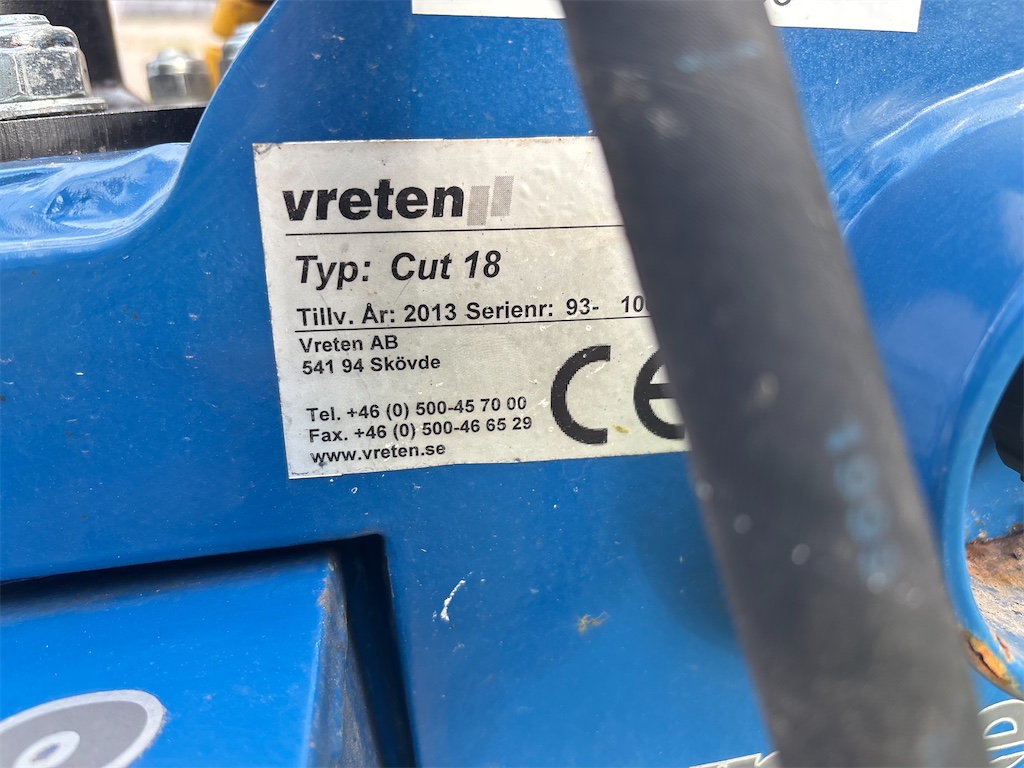 vreten
Typ: Cut 18
Tillv. År: 2013 Serienr: 93-
Vreten AB
541 94 Skövde
Tel. +46 (0) 500-45 70 00
Fax. +46 (0) 500-46 65 29
www.vreten.se
CE